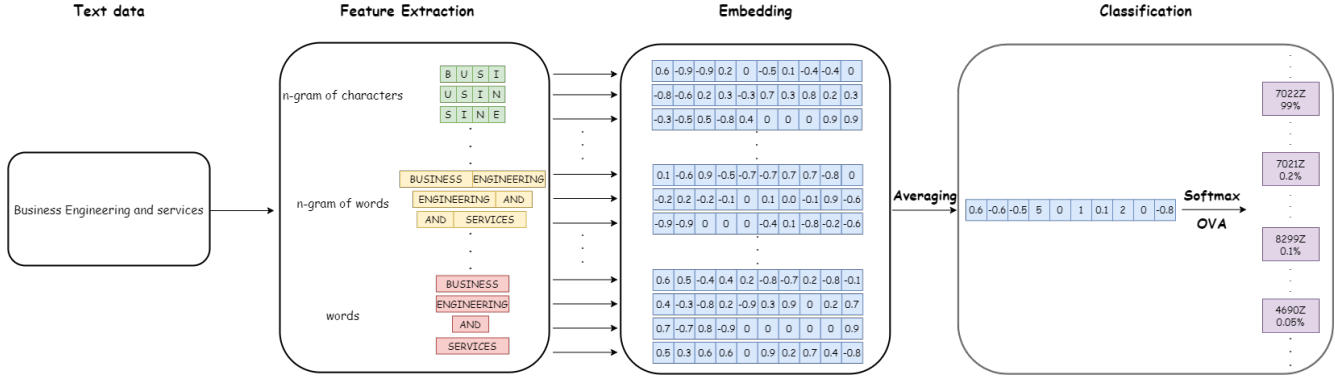 Text data
Feature Extraction
Embedding
Classification
Business Engineering and services
n-gram of characters
B U S I
U S I N
S I N E
n-gram of words
BUSINESS ENGINEERING
ENGINEERING AND
AND SERVICES
words
BUSINESS
ENGINEERING
AND
SERVICES
0.6 -0.9 -0.9 0.2 0 -0.5 0.1 -0.4 -0.4 0
-0.8 -0.6 0.2 0.3 -0.3 0.7 0.3 0.8 0.2 0.3
-0.3 -0.5 0.5 -0.8 0.4 0 0 0 0.9 0.9
0.1 -0.6 0.9 -0.5 -0.7 -0.7 0.7 0.7 -0.8 0
-0.2 0.2 -0.2 -0.1 0 0.1 0.0 -0.1 0.9 -0.6
-0.9 -0.9 0 0 0 -0.4 0.1 -0.8 -0.2 -0.6
0.6 0.5 -0.4 0.4 0.2 -0.8 -0.7 0.2 -0.8 -0.1
0.4 -0.3 -0.8 0.2 -0.9 0.3 0.9 0 0.2 0.7
0.7 -0.7 0.8 -0.9 0 0 0 0 0 0.9
0.5 0.3 0.6 0.6 0 0.9 0.2 0.7 0.4 -0.8
Averaging
0.6 -0.6 -0.5 5 0 1 0.1 2 0 -0.8
Softmax
OVA
7022Z
99%
7021Z
0.2%
8299Z
0.1%
4690Z
0.05%